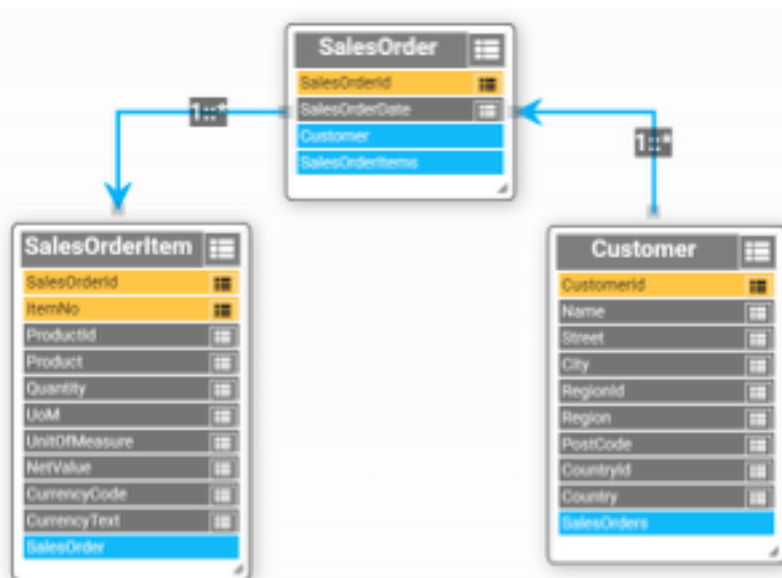 SalesOrder
SalesOrderId
SalesOrderDate
Customer
SalesOrderItems
1::*
1::*
SalesOrderItem
SalesOrderId
ItemNo
ProductId
Product
Quantity
UoM
UnitOfMeasure
NetValue
CurrencyCode
CurrencyText
SalesOrder
Customer
CustomerId
Name
Street
City
RegionId
Region
PostCode
CountryId
Country
SalesOrders